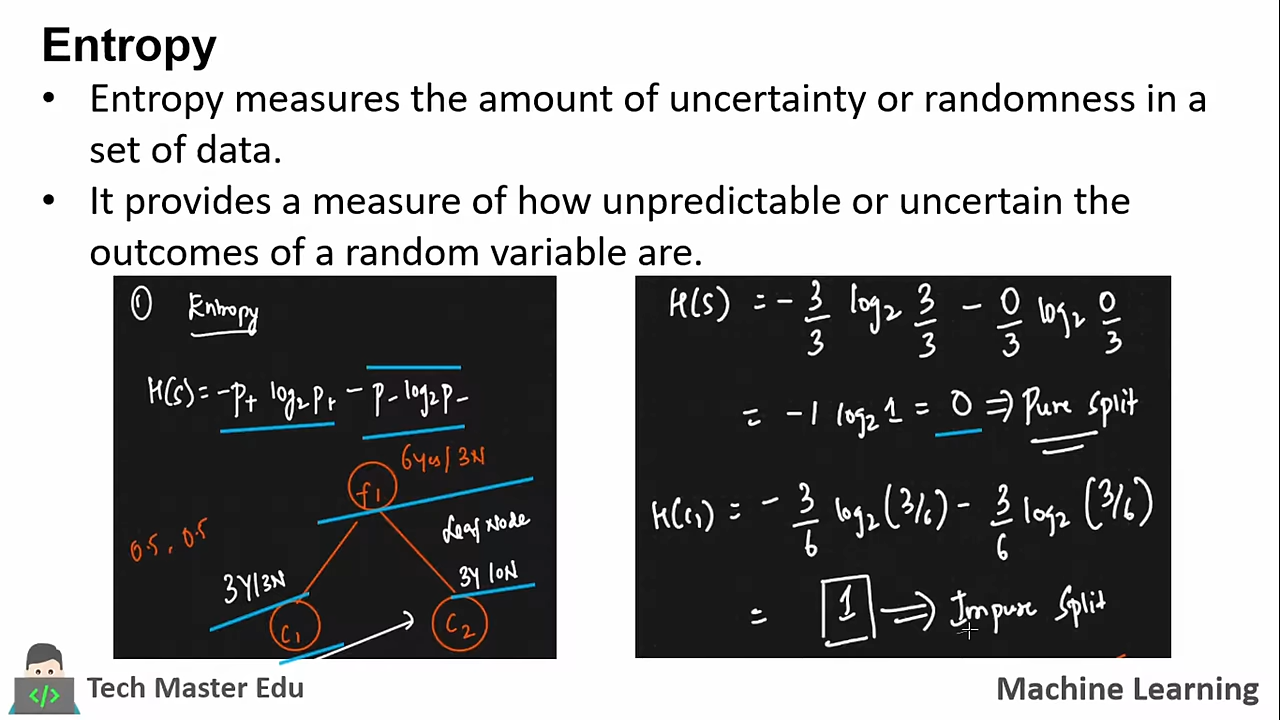 Entropy
• Entropy measures the amount of uncertainty or randomness in a
set of data.
• It provides a measure of how unpredictable or uncertain the
outcomes of a random variable are.
① Entropy
H(S) = -P+ log2 P+ - P- log2 P-
6Yes/ 3N
f1
Leaf Node
0.5, 0.5
3Y/3N
3Y/0N
C1
C2
H(S) = - 3/3 log2 3/3 - 0/3 log2 0/3
= -1 log2 1 = 0 ⇒ Pure Split
H(C1) = - 3/6 log2 (3/6) - 3/6 log2 (3/6)
= 1 ⇒ Impure Split
</>
Tech Master Edu
Machine Learning